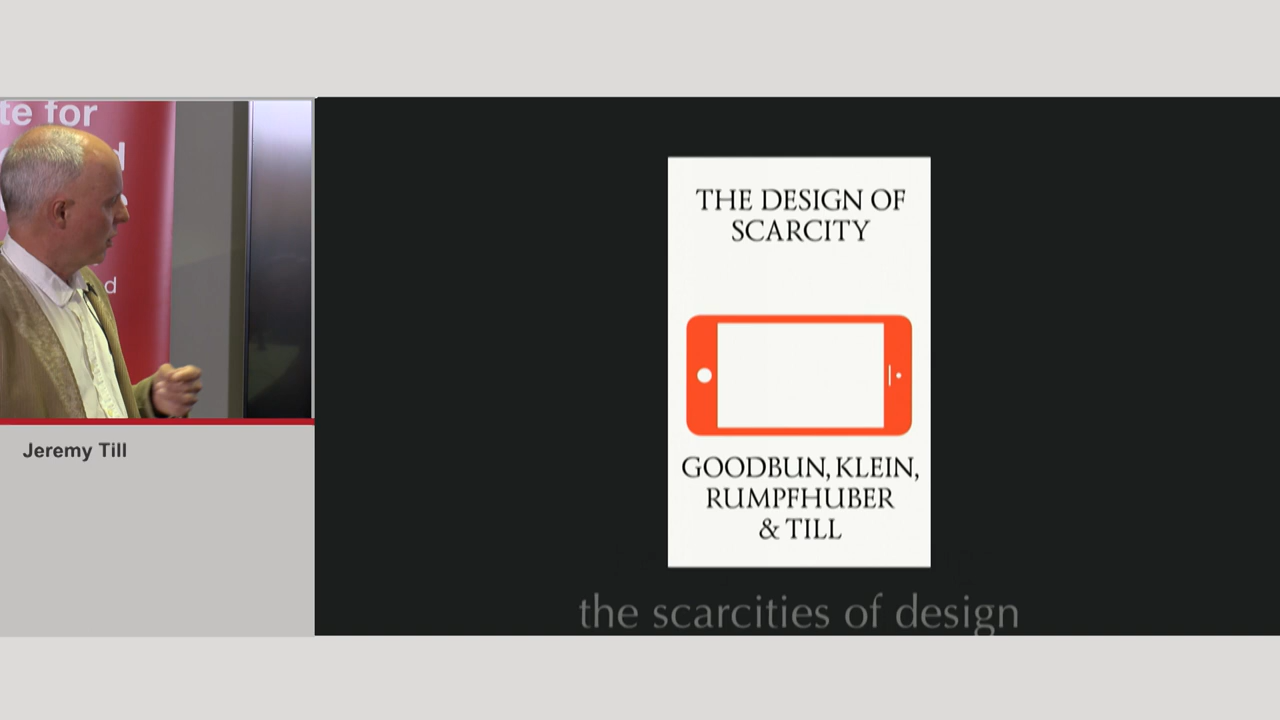 te for
d
d
Jeremy Till
THE DESIGN OF
SCARCITY
GOODBUN, KLEIN,
RUMPFHUBER
& TILL
the scarcities of design